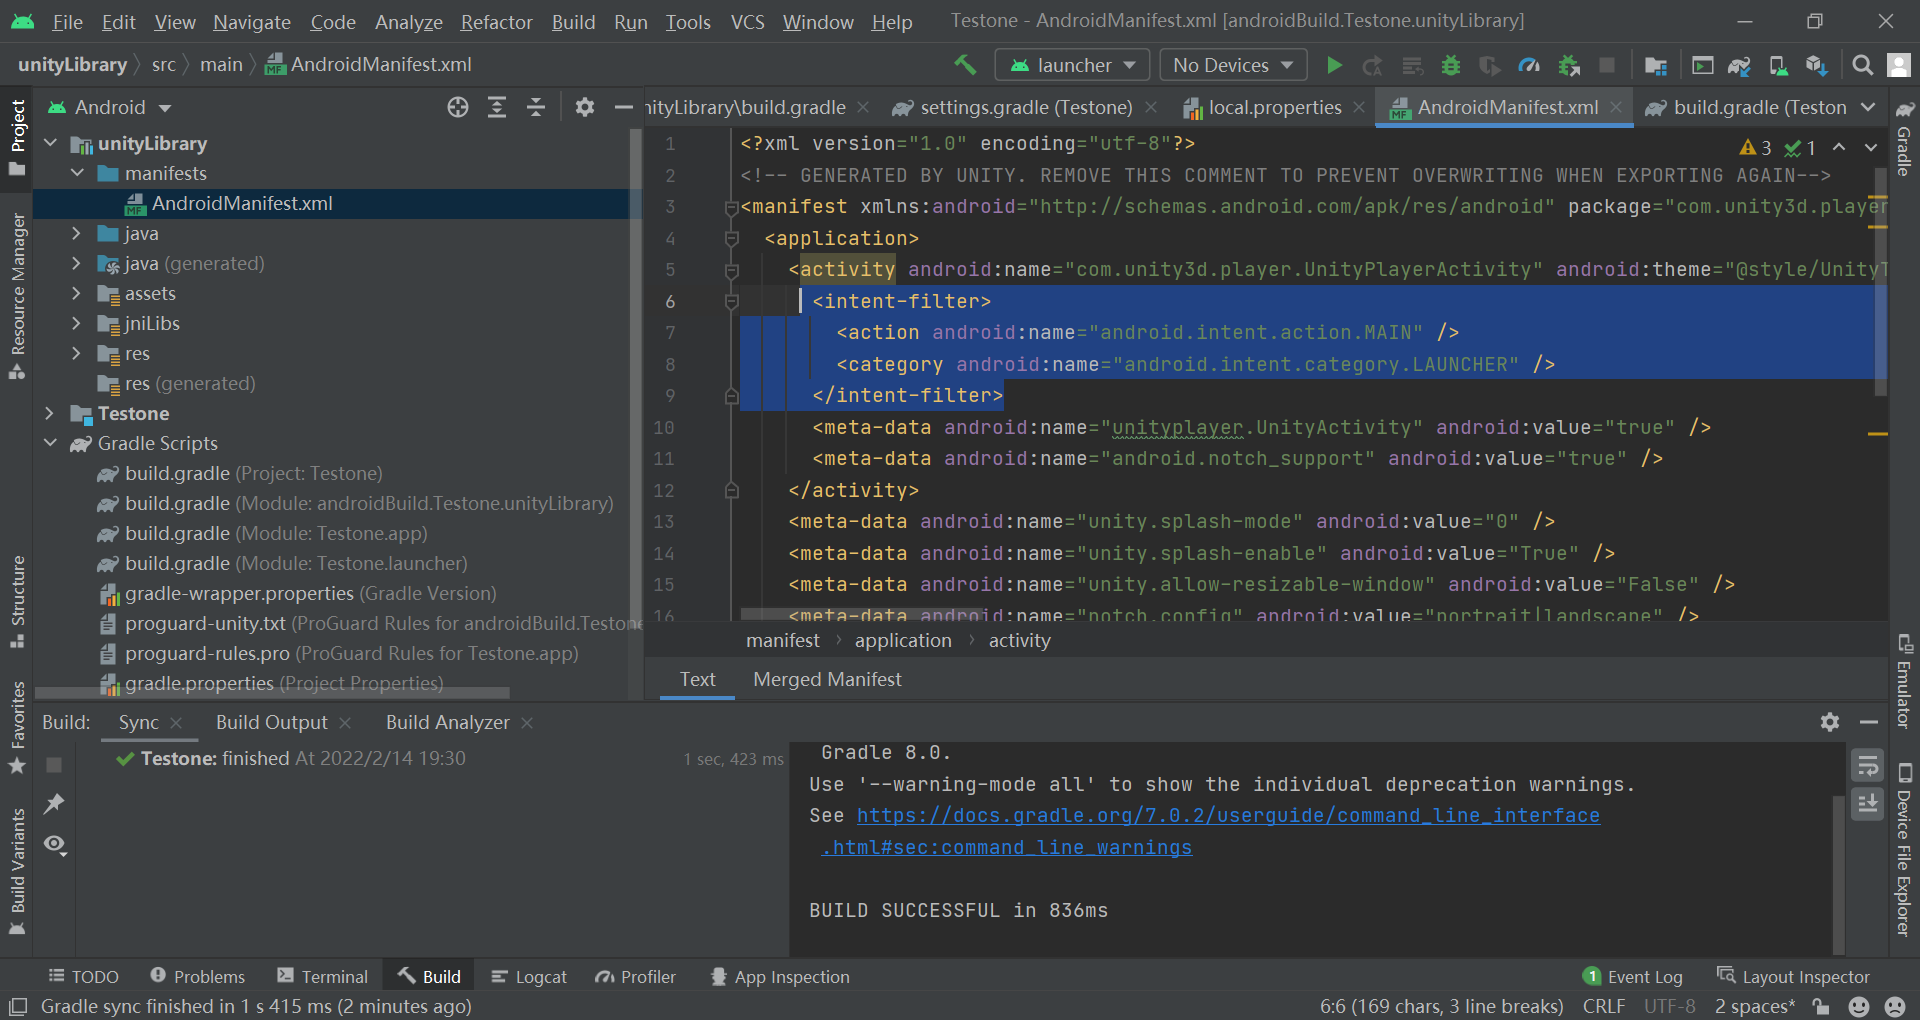 File Edit View Navigate Code Analyze Refactor Build Run Tools VCS Window Help Testone - AndroidManifest.xml [androidBuild.Testone.unityLibrary]
unityLibrary src main AndroidManifest.xml launcher No Devices
Android
nityLibrary\build.gradle settings.gradle (Testone) local.properties AndroidManifest.xml build.gradle (Teston
Project
Resource Manager
Structure
Favorites
Build Variants
unityLibrary
manifests
AndroidManifest.xml
java
java (generated)
assets
jniLibs
res
res (generated)
Testone
Gradle Scripts
build.gradle (Project: Testone)
build.gradle (Module: androidBuild.Testone.unityLibrary)
build.gradle (Module: Testone.app)
build.gradle (Module: Testone.launcher)
gradle-wrapper.properties (Gradle Version)
proguard-unity.txt (ProGuard Rules for androidBuild.Testone
proguard-rules.pro (ProGuard Rules for Testone.app)
gradle.properties (Project Properties)
1 <?xml version="1.0" encoding="utf-8"?>
3 1
2 <!-- GENERATED BY UNITY. REMOVE THIS COMMENT TO PREVENT OVERWRITING WHEN EXPORTING AGAIN-->
3 <manifest xmlns:android="http://schemas.android.com/apk/res/android" package="com.unity3d.player
4 <application>
5 <activity android:name="com.unity3d.player.UnityPlayerActivity" android:theme="@style/UnityT
6 <intent-filter>
7 <action android:name="android.intent.action.MAIN" />
8 <category android:name="android.intent.category.LAUNCHER" />
9 </intent-filter>
10 <meta-data android:name="unityplayer.UnityActivity" android:value="true" />
11 <meta-data android:name="android.notch_support" android:value="true" />
12 </activity>
13 <meta-data android:name="unity.splash-mode" android:value="0" />
14 <meta-data android:name="unity.splash-enable" android:value="True" />
15 <meta-data android:name="unity.allow-resizable-window" android:value="False" />
16 <meta-data android:name="notch.config" android:value="portrait|landscape" />
manifest application activity
Text Merged Manifest
Gradle
Emulator
Device File Explorer
Build: Sync Build Output Build Analyzer
Testone: finished At 2022/2/14 19:30 1 sec, 423 ms
Gradle 8.0.
Use '--warning-mode all' to show the individual deprecation warnings.
See https://docs.gradle.org/7.0.2/userguide/command_line_interface
.html#sec:command_line_warnings
BUILD SUCCESSFUL in 836ms
TODO Problems Terminal Build Logcat Profiler App Inspection 1 Event Log Layout Inspector
Gradle sync finished in 1 s 415 ms (2 minutes ago) 6:6 (169 chars, 3 line breaks) CRLF UTF-8 2 spaces*